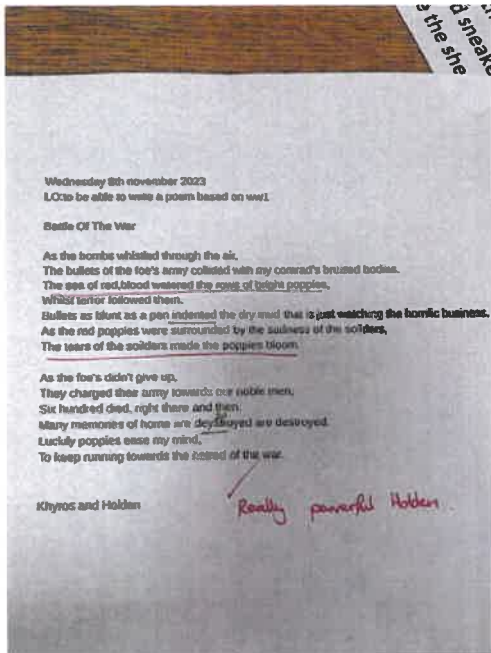 d sneake
e the she
Wednesday 8th november 2023
LO:to be able to wrate a poem based on ww1
Battle Of The War
As the bombs whistled through the air,
The bullets of the foe's army collided with my comrad's bruised bodies.
The sea of red,blood watered the rows of bright poppies,
Whilst terror followed them.
Bullets as blunt as a pen indented the dry mud that is just watching the horrific business.
As the red poppies were surrounded by the sadness of the soilders,
The tears of the soilders made the poppies bloom.
As the foe's didn't give up,
They charged their army towards our noble men,
Six hundred died, right there and then.
Many memories of home are deystroyed are destroyed.
Luckily poppies ease my mind,
To keep running towards the hatred of the war.
Khyros and Holden
Really powerful Holden.